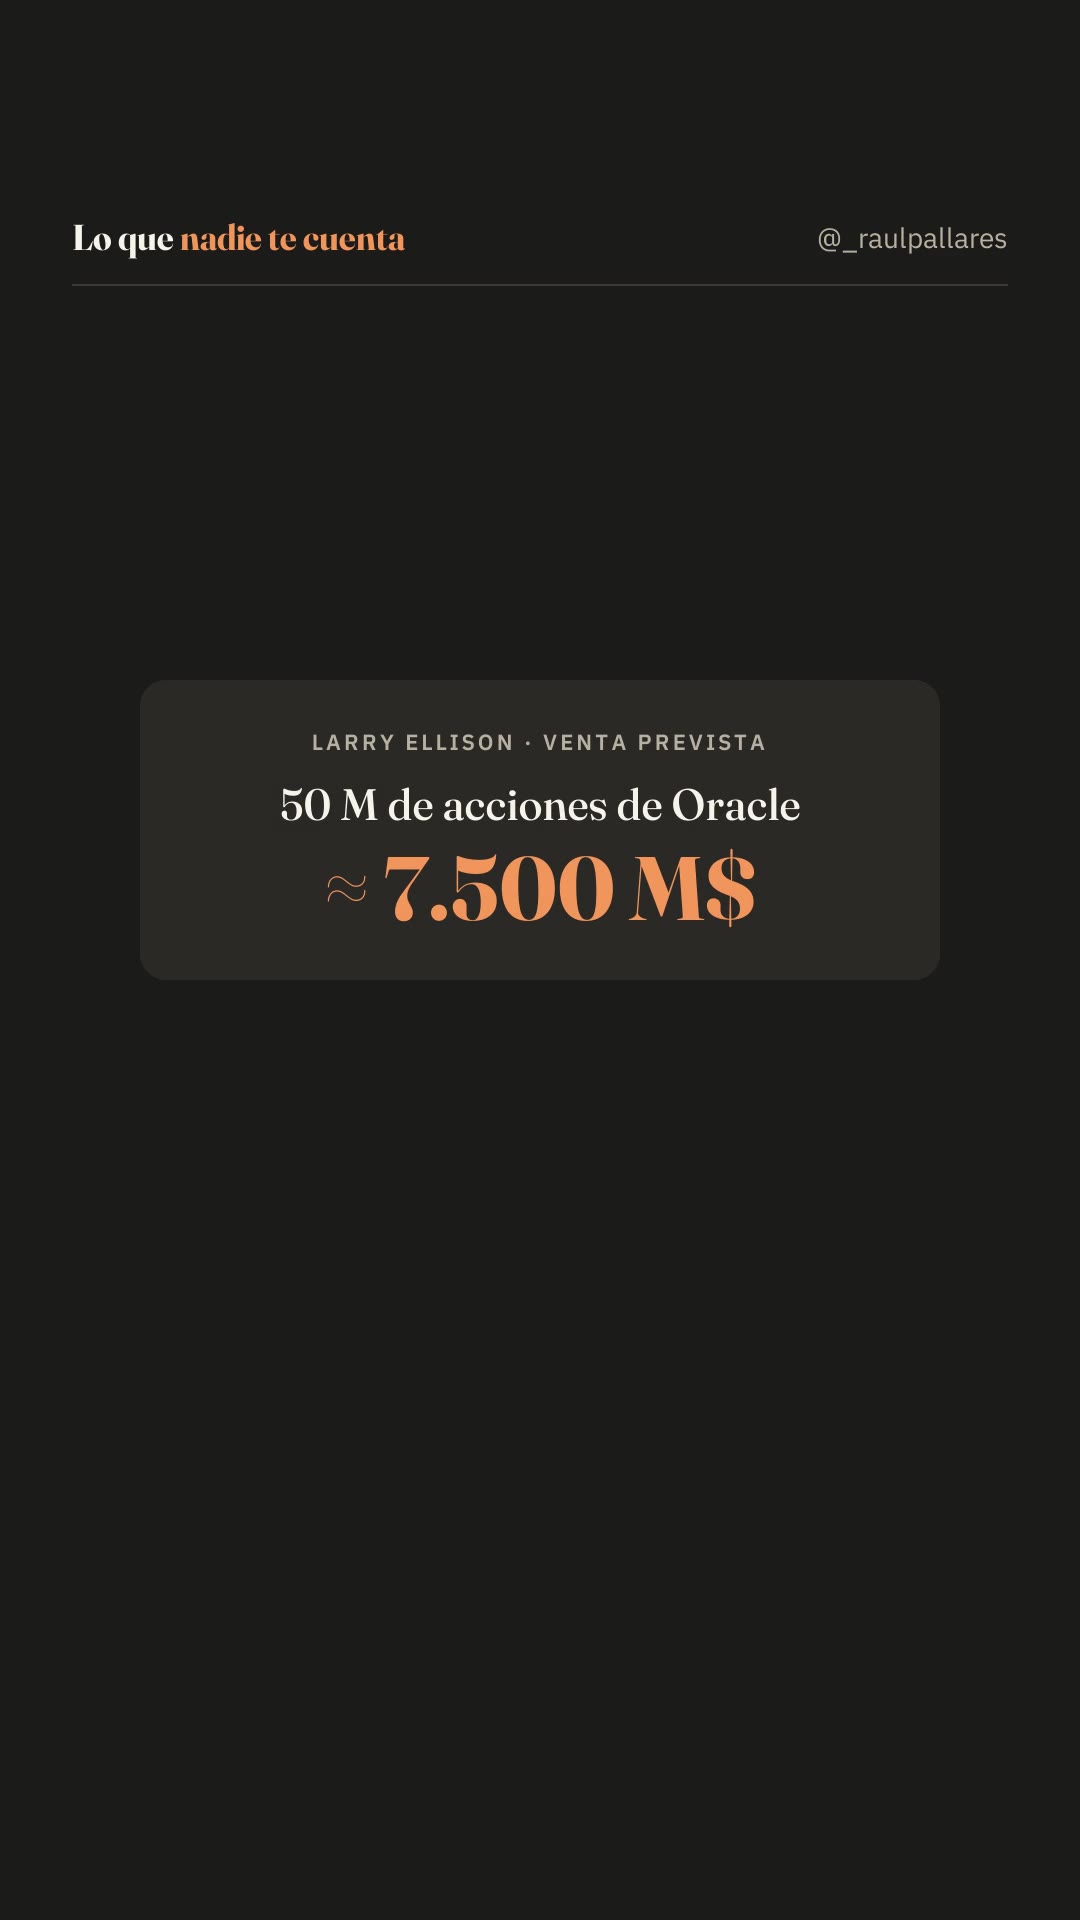 Lo que nadie te cuenta
@_raulpallares
LARRY ELLISON · VENTA PREVISTA
50 M de acciones de Oracle
≈ 7.500 M$